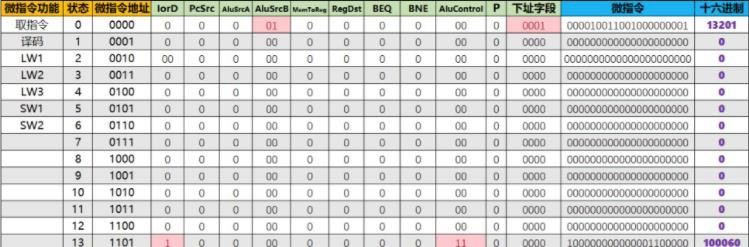 微指令功能 状态 微指令地址 IorD PcSrc AluSrcA AluSrcB MemToReg RegDst BEQ BNE AluControl P 下址字段 微指令 十六进制
取指令 0 0000 0 0 0 01 0 0 0 0 00 0 0001 000010011001000000001 13201
译码 1 0001 0 0 0 00 0 0 0 0 00 0 0000 000000000000000000000 0
LW1 2 0010 00 0 0 00 0 0 0 0 00 0 0000 0000000000000000000000 0
LW2 3 0011 0 0 0 00 0 0 0 0 00 0 0000 000000000000000000000 0
LW3 4 0100 0 0 0 00 0 0 0 0 00 0 0000 000000000000000000000 0
SW1 5 0101 0 0 0 00 0 0 0 0 00 0 0000 000000000000000000000 0
SW2 6 0110 0 0 0 00 0 0 0 0 00 0 0000 000000000000000000000 0
7 0111 0 0 0 00 0 0 0 0 00 0 0000 000000000000000000000 0
8 1000 0 0 0 00 0 0 0 0 00 0 0000 000000000000000000000 0
9 1001 0 0 0 00 0 0 0 0 00 0 0000 000000000000000000000 0
10 1010 0 0 0 00 0 0 0 0 00 0 0000 000000000000000000000 0
11 1011 0 0 0 00 0 0 0 0 00 0 0000 000000000000000000000 0
12 1100 0 0 0 00 0 0 0 0 00 0 0000 000000000000000000000 0
13 1101 1 0 0 00 0 0 0 0 11 0 0000 100000000000001100000 100060